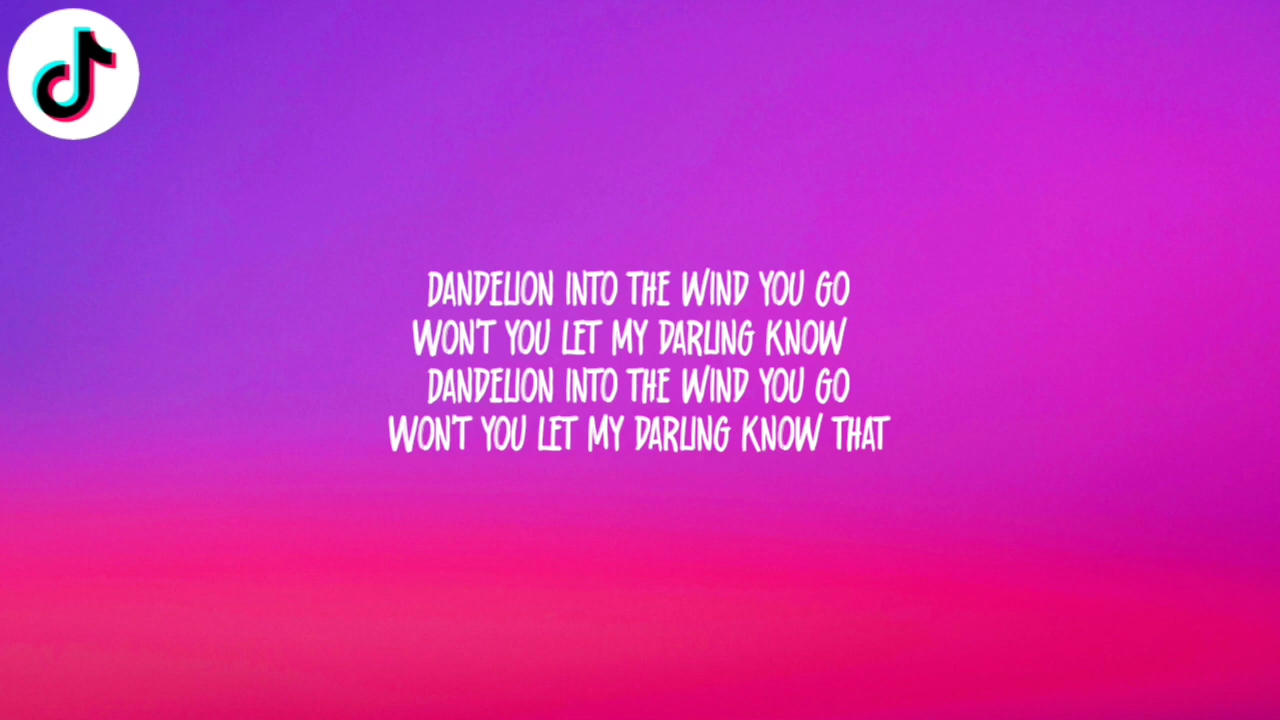 DANDELION INTO THE WIND YOU GO
WON'T YOU LET MY DARLING KNOW
DANDELION INTO THE WIND YOU GO
WON'T YOU LET MY DARLING KNOW THAT